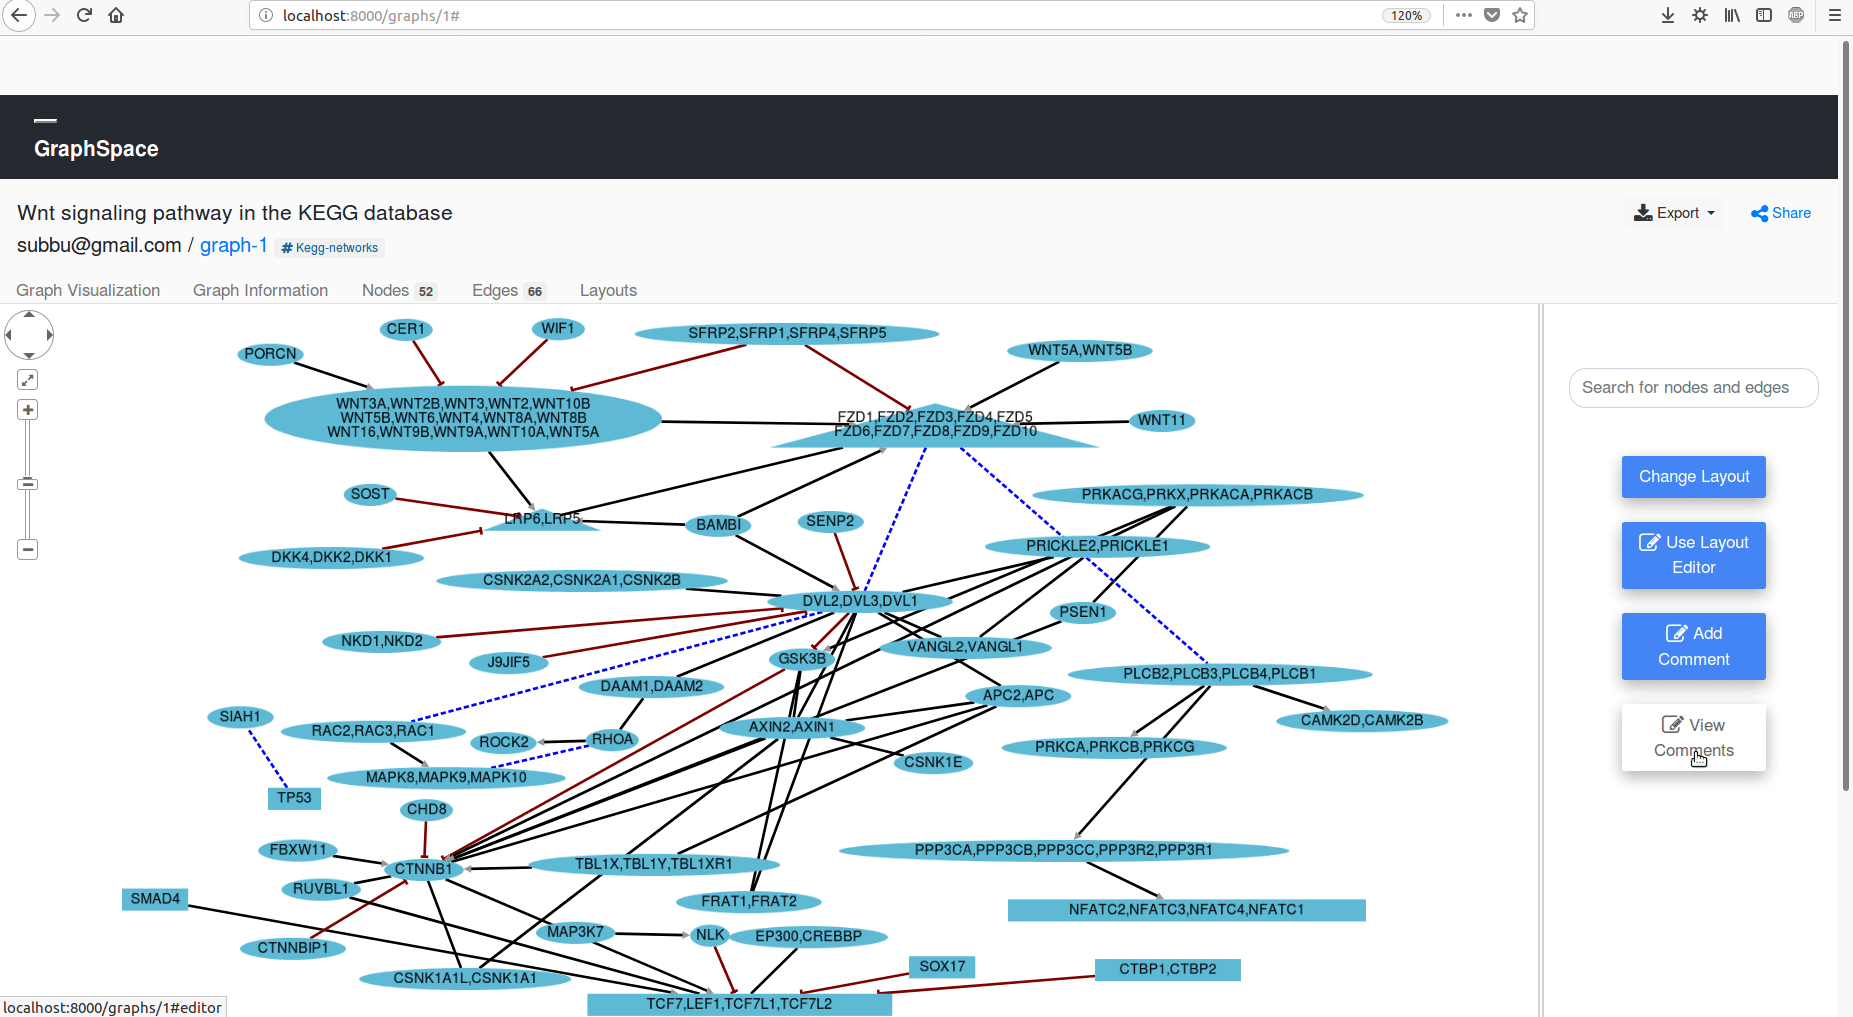 localhost:8000/graphs/1#
120%
ABP
GraphSpace
Wnt signaling pathway in the KEGG database
Export
Share
subbu@gmail.com / graph-1 # Kegg-networks
Graph Visualization
Graph Information
Nodes 52
Edges 66
Layouts
CER1
WIF1
SFRP2,SFRP1,SFRP4,SFRP5
PORCN
WNT5A,WNT5B
Search for nodes and edges
WNT3A,WNT2B,WNT3,WNT2,WNT10B
WNT5B,WNT6,WNT4,WNT8A,WNT8B
WNT16,WNT9B,WNT9A,WNT10A,WNT5A
FZD1,FZD2,FZD3,FZD4,FZD5
FZD6,FZD7,FZD8,FZD9,FZD10
WNT11
Change Layout
SOST
PRKACG,PRKX,PRKACA,PRKACB
LRP6,LRP5
BAMBI
SENP2
Use Layout
Editor
PRICKLE2,PRICKLE1
DKK4,DKK2,DKK1
CSNK2A2,CSNK2A1,CSNK2B
DVL2,DVL3,DVL1
PSEN1
Add
Comment
NKD1,NKD2
VANGL2,VANGL1
J9JIF5
GSK3B
PLCB2,PLCB3,PLCB4,PLCB1
DAAM1,DAAM2
APC2,APC
SIAH1
CAMK2D,CAMK2B
View
Comments
RAC2,RAC3,RAC1
AXIN2,AXIN1
ROCK2
RHOA
PRKCA,PRKCB,PRKCG
CSNK1E
MAPK8,MAPK9,MAPK10
TP53
CHD8
FBXW11
PPP3CA,PPP3CB,PPP3CC,PPP3R2,PPP3R1
CTNNB1
TBL1X,TBL1Y,TBL1XR1
RUVBL1
SMAD4
FRAT1,FRAT2
NFATC2,NFATC3,NFATC4,NFATC1
MAP3K7
NLK
EP300,CREBBP
CTNNBIP1
SOX17
CTBP1,CTBP2
CSNK1A1L,CSNK1A1
TCF7,LEF1,TCF7L1,TCF7L2
localhost:8000/graphs/1#editor